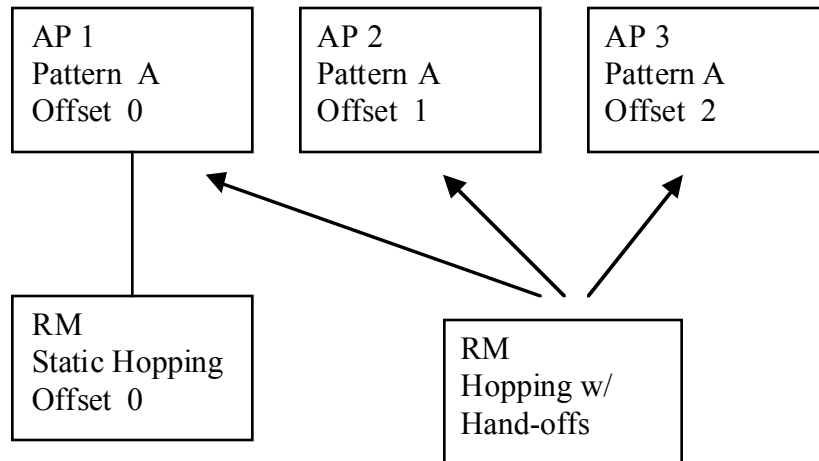 AP 1
Pattern A
Offset 0
AP 2
Pattern A
Offset 1
AP 3
Pattern A
Offset 2
RM
Static Hopping
Offset 0
RM
Hopping w/
Hand-offs